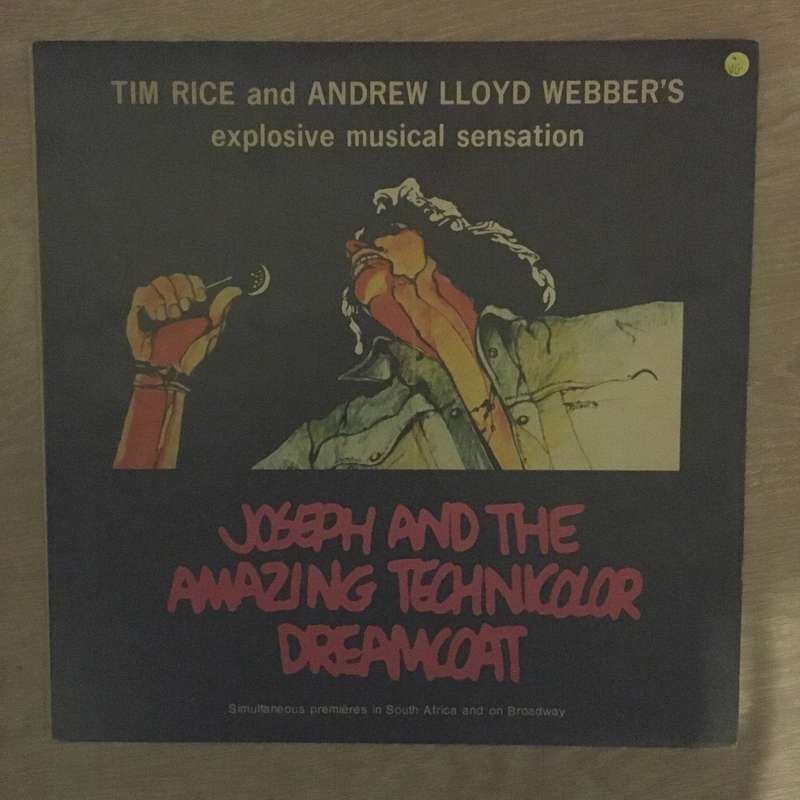 TIM RICE and ANDREW LLOYD WEBBER'S
explosive musical sensation
JOSEPH AND THE
AMAZING TECHNICOLOR
DREAMCOAT
Simultaneous premières in South Africa and on Broadway